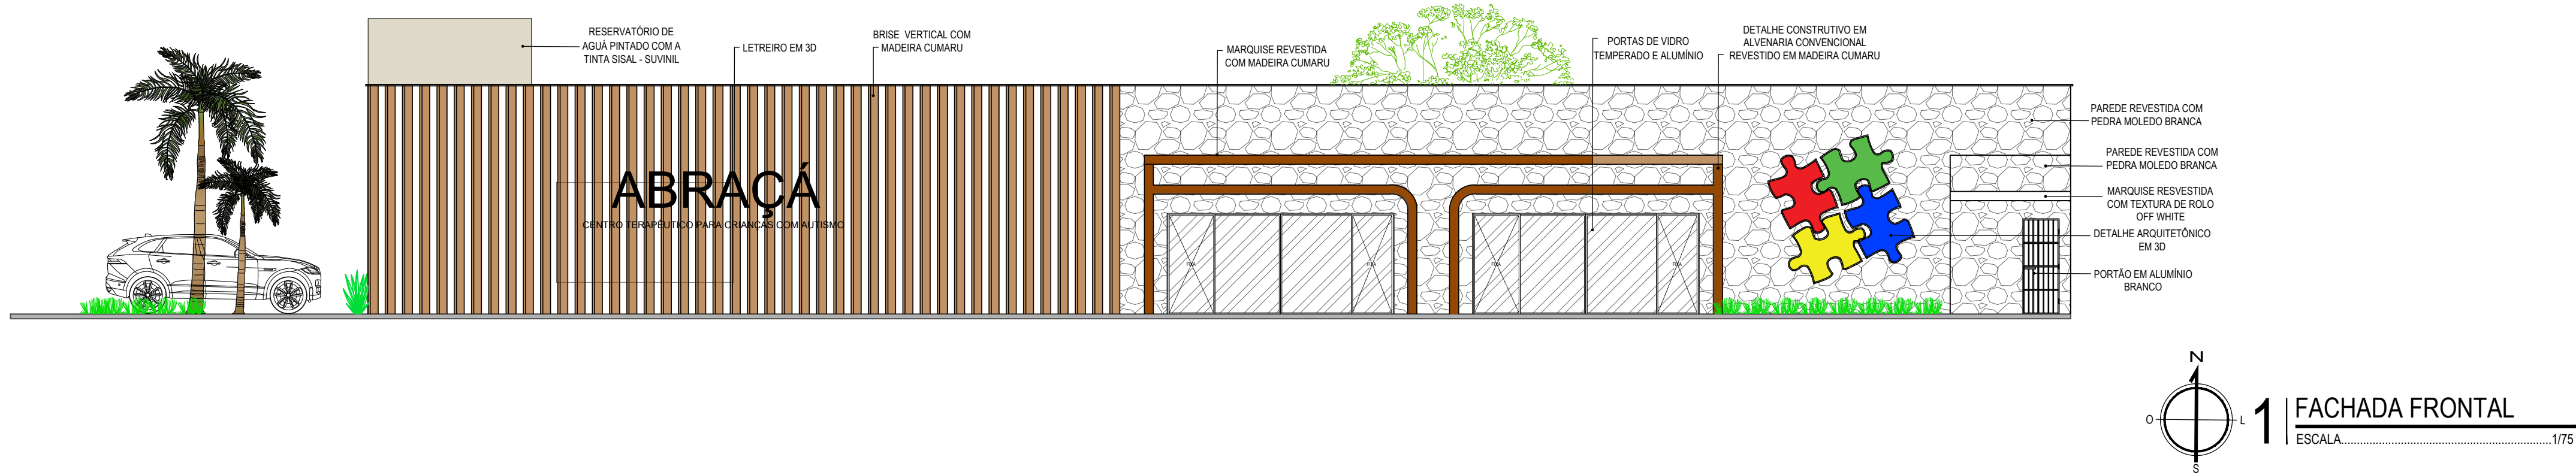 RESERVATÓRIO DE
AGUÁ PINTADO COM A
TINTA SISAL - SUVINIL
LETREIRO EM 3D
BRISE VERTICAL COM
MADEIRA CUMARU
MARQUISE REVESTIDA
COM MADEIRA CUMARU
PORTAS DE VIDRO
TEMPERADO E ALUMÍNIO
DETALHE CONSTRUTIVO EM
ALVENARIA CONVENCIONAL
REVESTIDO EM MADEIRA CUMARU
PAREDE REVESTIDA COM
PEDRA MOLEDO BRANCA
PAREDE REVESTIDA COM
PEDRA MOLEDO BRANCA
MARQUISE RESVESTIDA
COM TEXTURA DE ROLO
OFF WHITE
DETALHE ARQUITETÔNICO
EM 3D
PORTÃO EM ALUMÍNIO
BRANCO
ABRAÇÁ
CENTRO TERAPÊUTICO PARA CRIANÇAS COM AUTISMO
FIXA
FIXA
FIXA
FIXA
N
O
L
S
1
FACHADA FRONTAL
ESCALA..........................................................................1/75